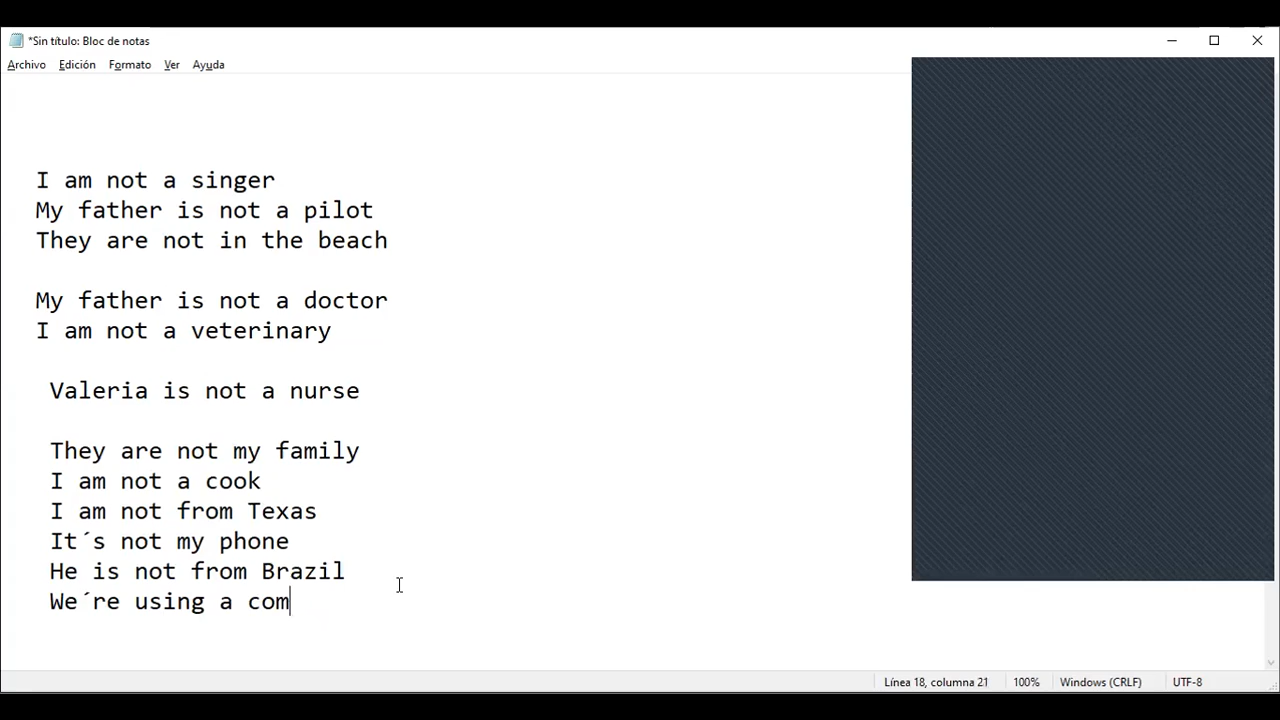 *Sin título: Bloc de notas
Archivo Edición Formato Ver Ayuda
I am not a singer
My father is not a pilot
They are not in the beach
My father is not a doctor
I am not a veterinary
Valeria is not a nurse
They are not my family
I am not a cook
I am not from Texas
It´s not my phone
He is not from Brazil
We´re using a com
Línea 18, columna 21 100% Windows (CRLF) UTF-8